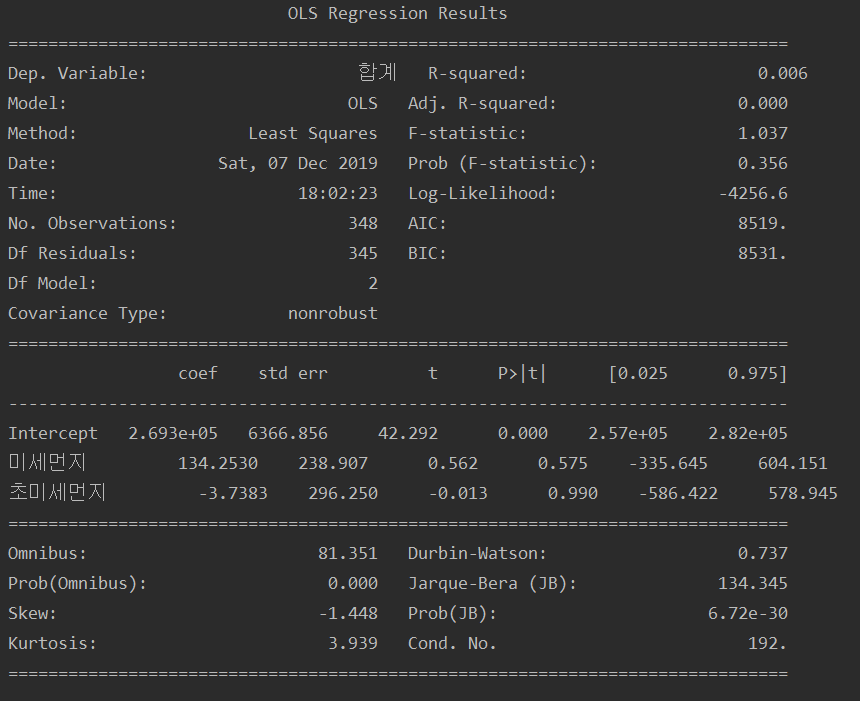 OLS Regression Results
==============================================================================
Dep. Variable: 합계 R-squared: 0.006
Model: OLS Adj. R-squared: 0.000
Method: Least Squares F-statistic: 1.037
Date: Sat, 07 Dec 2019 Prob (F-statistic): 0.356
Time: 18:02:23 Log-Likelihood: -4256.6
No. Observations: 348 AIC: 8519.
Df Residuals: 345 BIC: 8531.
Df Model: 2
Covariance Type: nonrobust
==============================================================================
coef std err t P>|t| [0.025 0.975]
------------------------------------------------------------------------------
Intercept 2.693e+05 6366.856 42.292 0.000 2.57e+05 2.82e+05
미세먼지 134.2530 238.907 0.562 0.575 -335.645 604.151
초미세먼지 -3.7383 296.250 -0.013 0.990 -586.422 578.945
==============================================================================
Omnibus: 81.351 Durbin-Watson: 0.737
Prob(Omnibus): 0.000 Jarque-Bera (JB): 134.345
Skew: -1.448 Prob(JB): 6.72e-30
Kurtosis: 3.939 Cond. No. 192.
==============================================================================